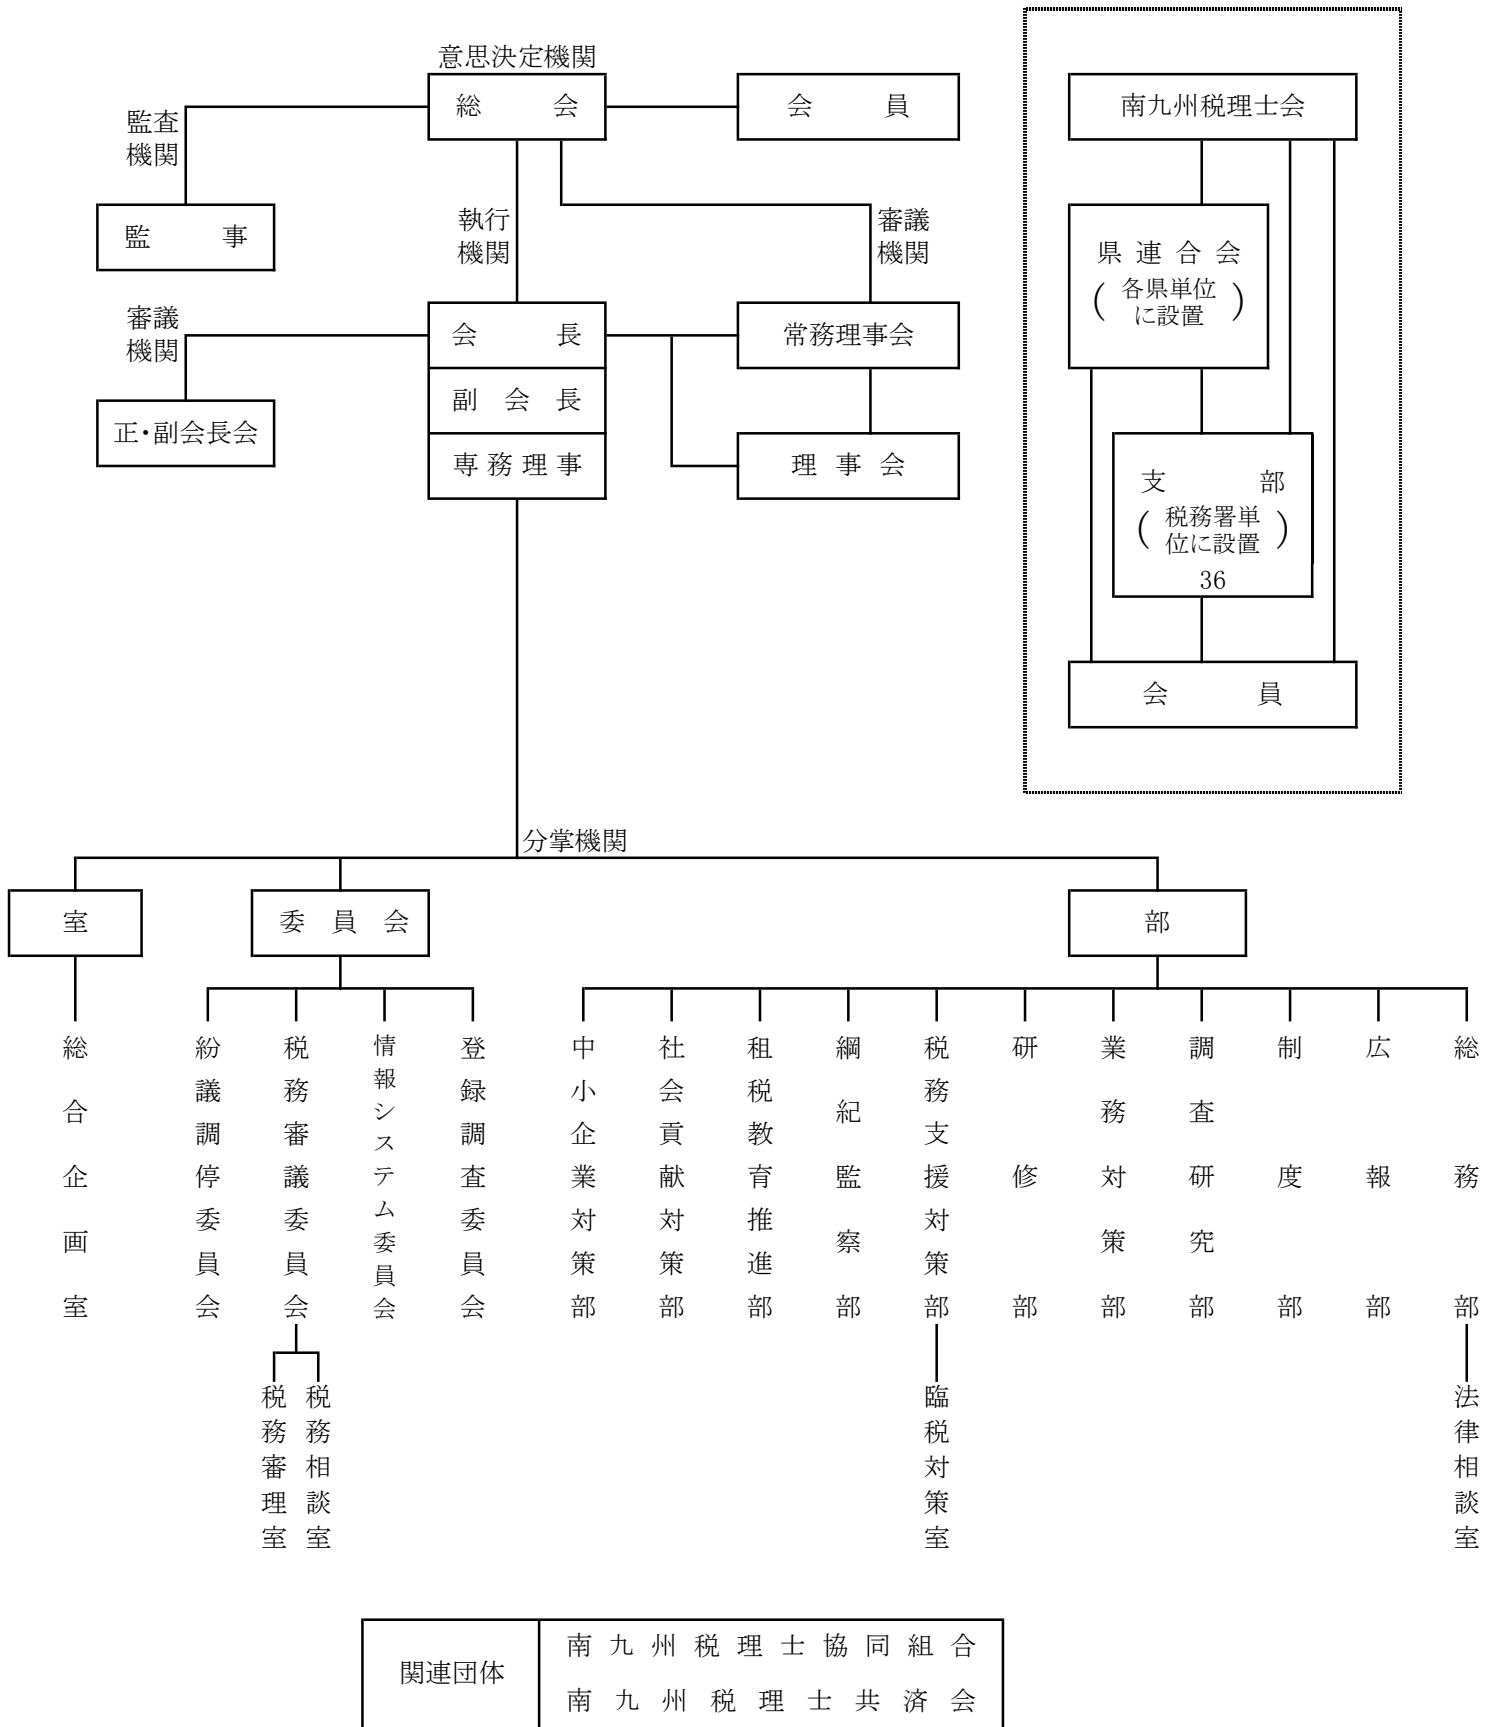 意思決定機関
総会
会員
監査
機関
監事
執行
機関
審議
機関
審議
機関
正・副会長会
会長
副会長
専務理事
常務理事会
理事会
南九州税理士会
県連合会
(各県単位
に設置)
支部
(税務署単
位に設置)
36
会員
分掌機関
室
委員会
部
総合企画室
紛議調停委員会
税務審議委員会
情報システム委員会
登録調査委員会
中小企業対策部
社会貢献対策部
租税教育推進部
綱紀監察部
税務支援対策部
研修部
業務対策部
調査研究部
制度部
広報部
総務部
税務審理室
税務相談室
臨税対策室
法律相談室
関連団体
南九州税理士協同組合
南九州税理士共済会